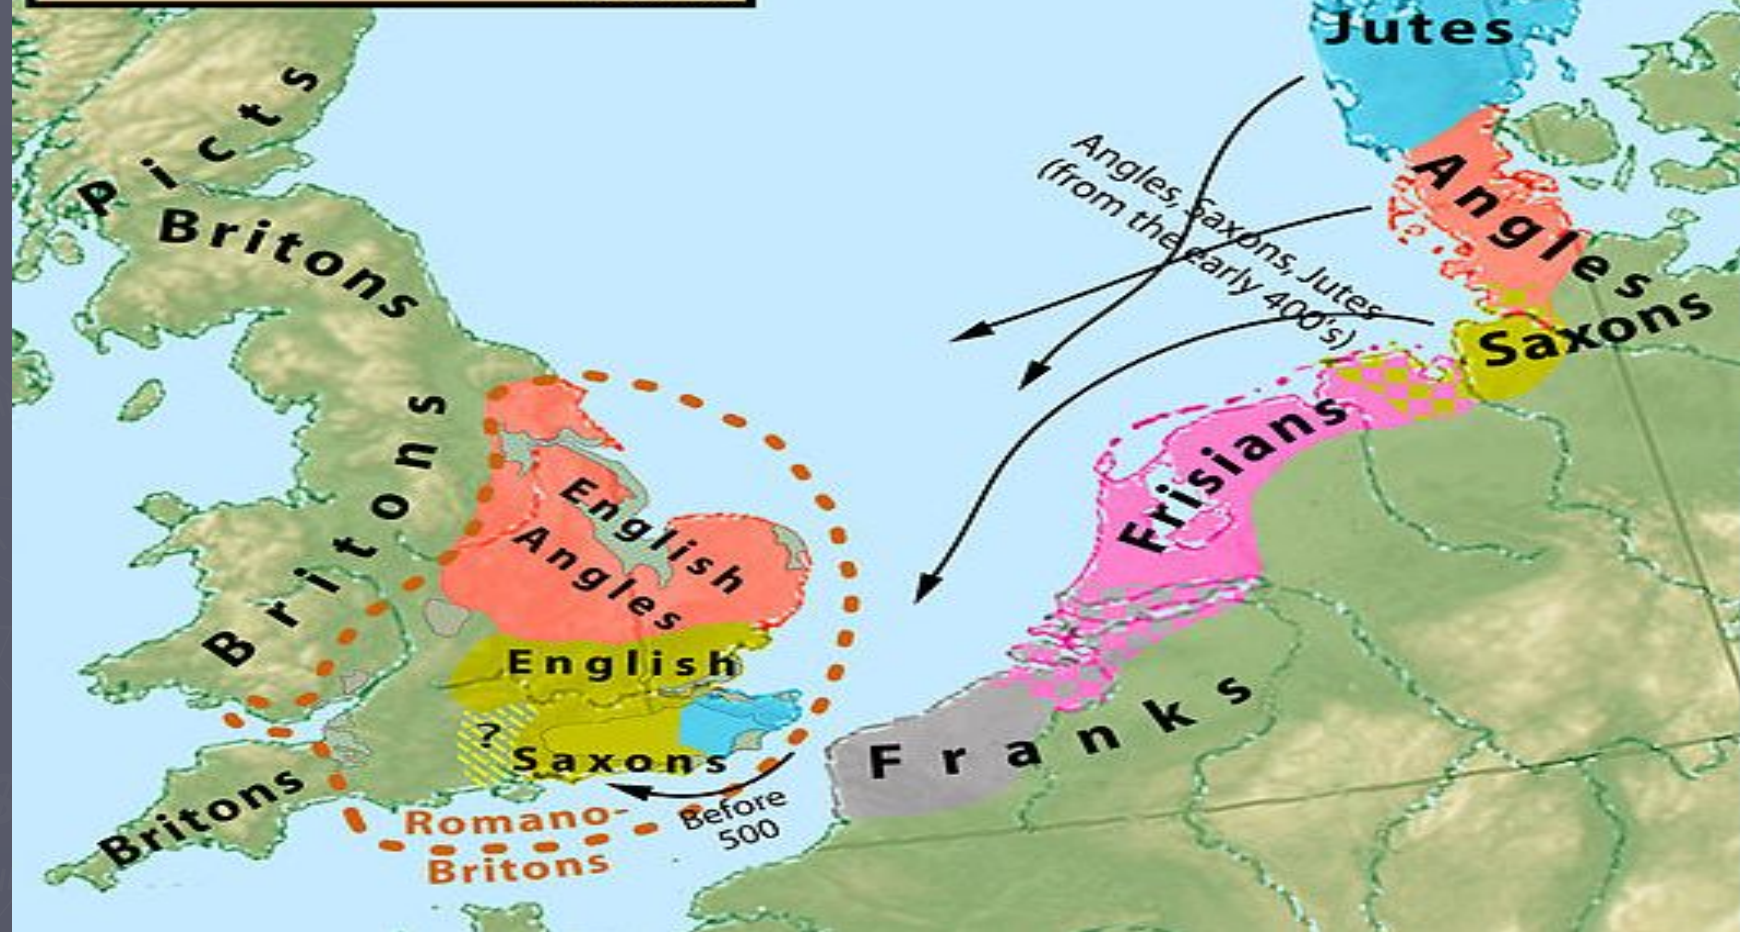 Jutes
Picts
Angles, Saxons, Jutes
(from the early 400's)
Angles
Britons
Saxons
Frisians
Britons
English
Angles
English
?
Saxons
Franks
Britons
Romano-
Britons
Before
500